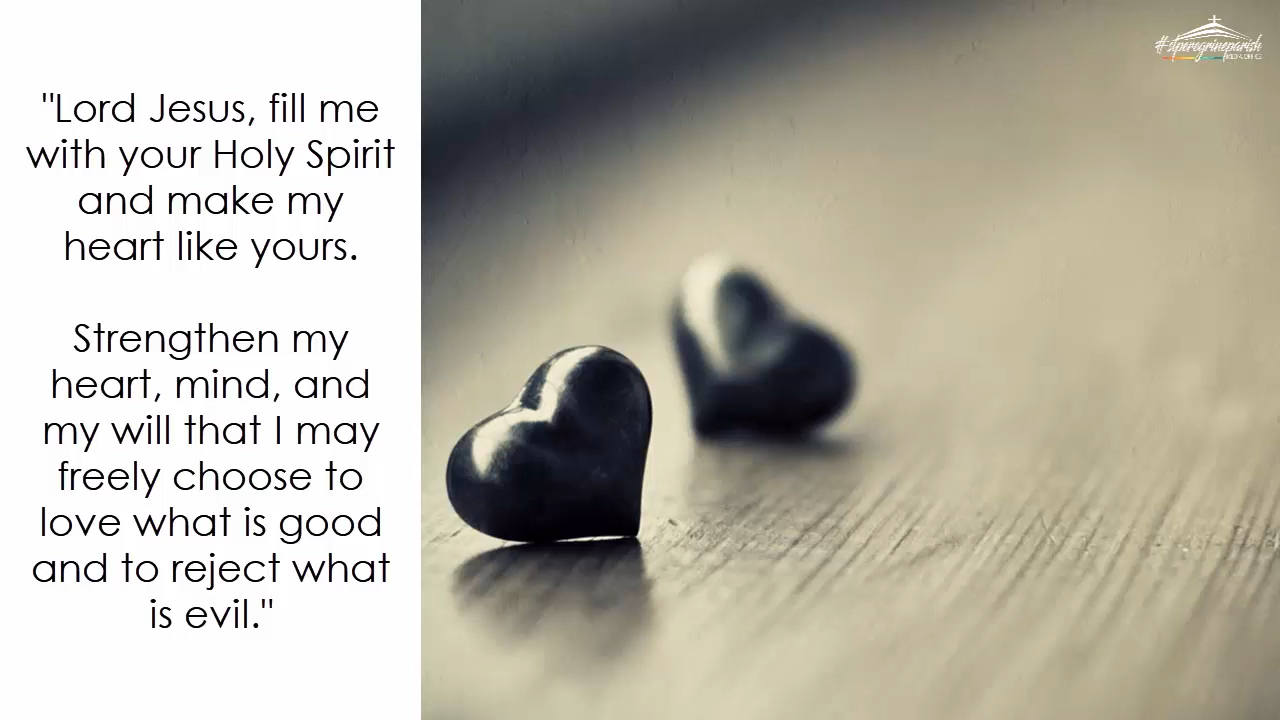 "Lord Jesus, fill me
with your Holy Spirit
and make my
heart like yours.
Strengthen my
heart, mind, and
my will that I may
freely choose to
love what is good
and to reject what
is evil."
#stperegrineparish